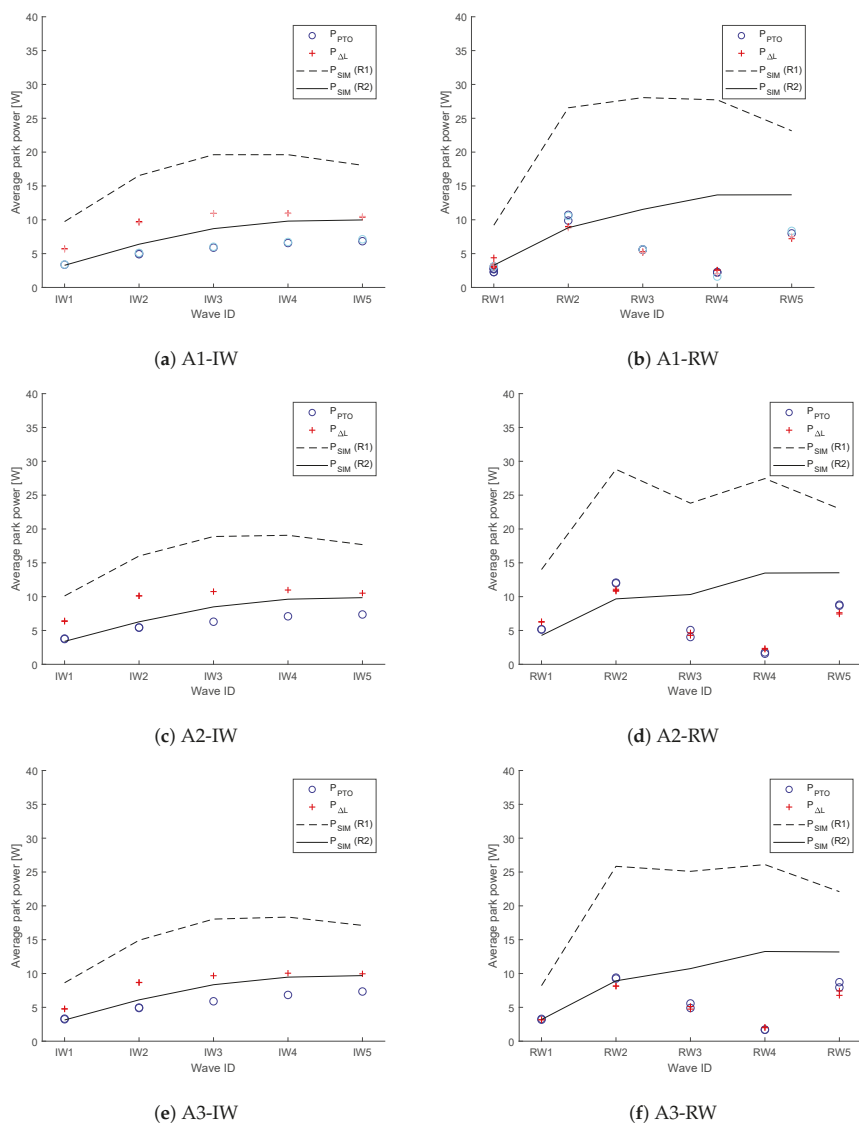 40
35
30
25
20
15
10
5
0
Average park power [W]
IW1 IW2 IW3 IW4 IW5
Wave ID
P_PTO
P_ΔL
P_SIM (R1)
P_SIM (R2)
(a) A1-IW
40
35
30
25
20
15
10
5
0
Average park power [W]
RW1 RW2 RW3 RW4 RW5
Wave ID
P_PTO
P_ΔL
P_SIM (R1)
P_SIM (R2)
(b) A1-RW
40
35
30
25
20
15
10
5
0
Average park power [W]
IW1 IW2 IW3 IW4 IW5
Wave ID
P_PTO
P_ΔL
P_SIM (R1)
P_SIM (R2)
(c) A2-IW
40
35
30
25
20
15
10
5
0
Average park power [W]
RW1 RW2 RW3 RW4 RW5
Wave ID
P_PTO
P_ΔL
P_SIM (R1)
P_SIM (R2)
(d) A2-RW
40
35
30
25
20
15
10
5
0
Average park power [W]
IW1 IW2 IW3 IW4 IW5
Wave ID
P_PTO
P_ΔL
P_SIM (R1)
P_SIM (R2)
(e) A3-IW
40
35
30
25
20
15
10
5
0
Average park power [W]
RW1 RW2 RW3 RW4 RW5
Wave ID
P_PTO
P_ΔL
P_SIM (R1)
P_SIM (R2)
(f) A3-RW